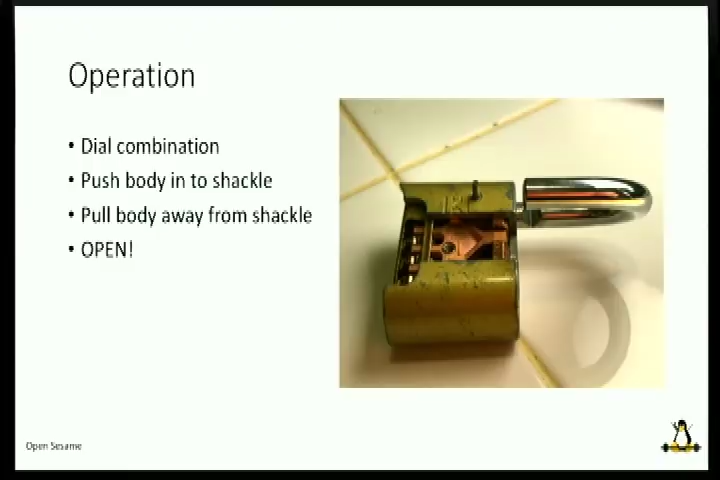 Operation
• Dial combination
• Push body in to shackle
• Pull body away from shackle
• OPEN!
Open Sesame